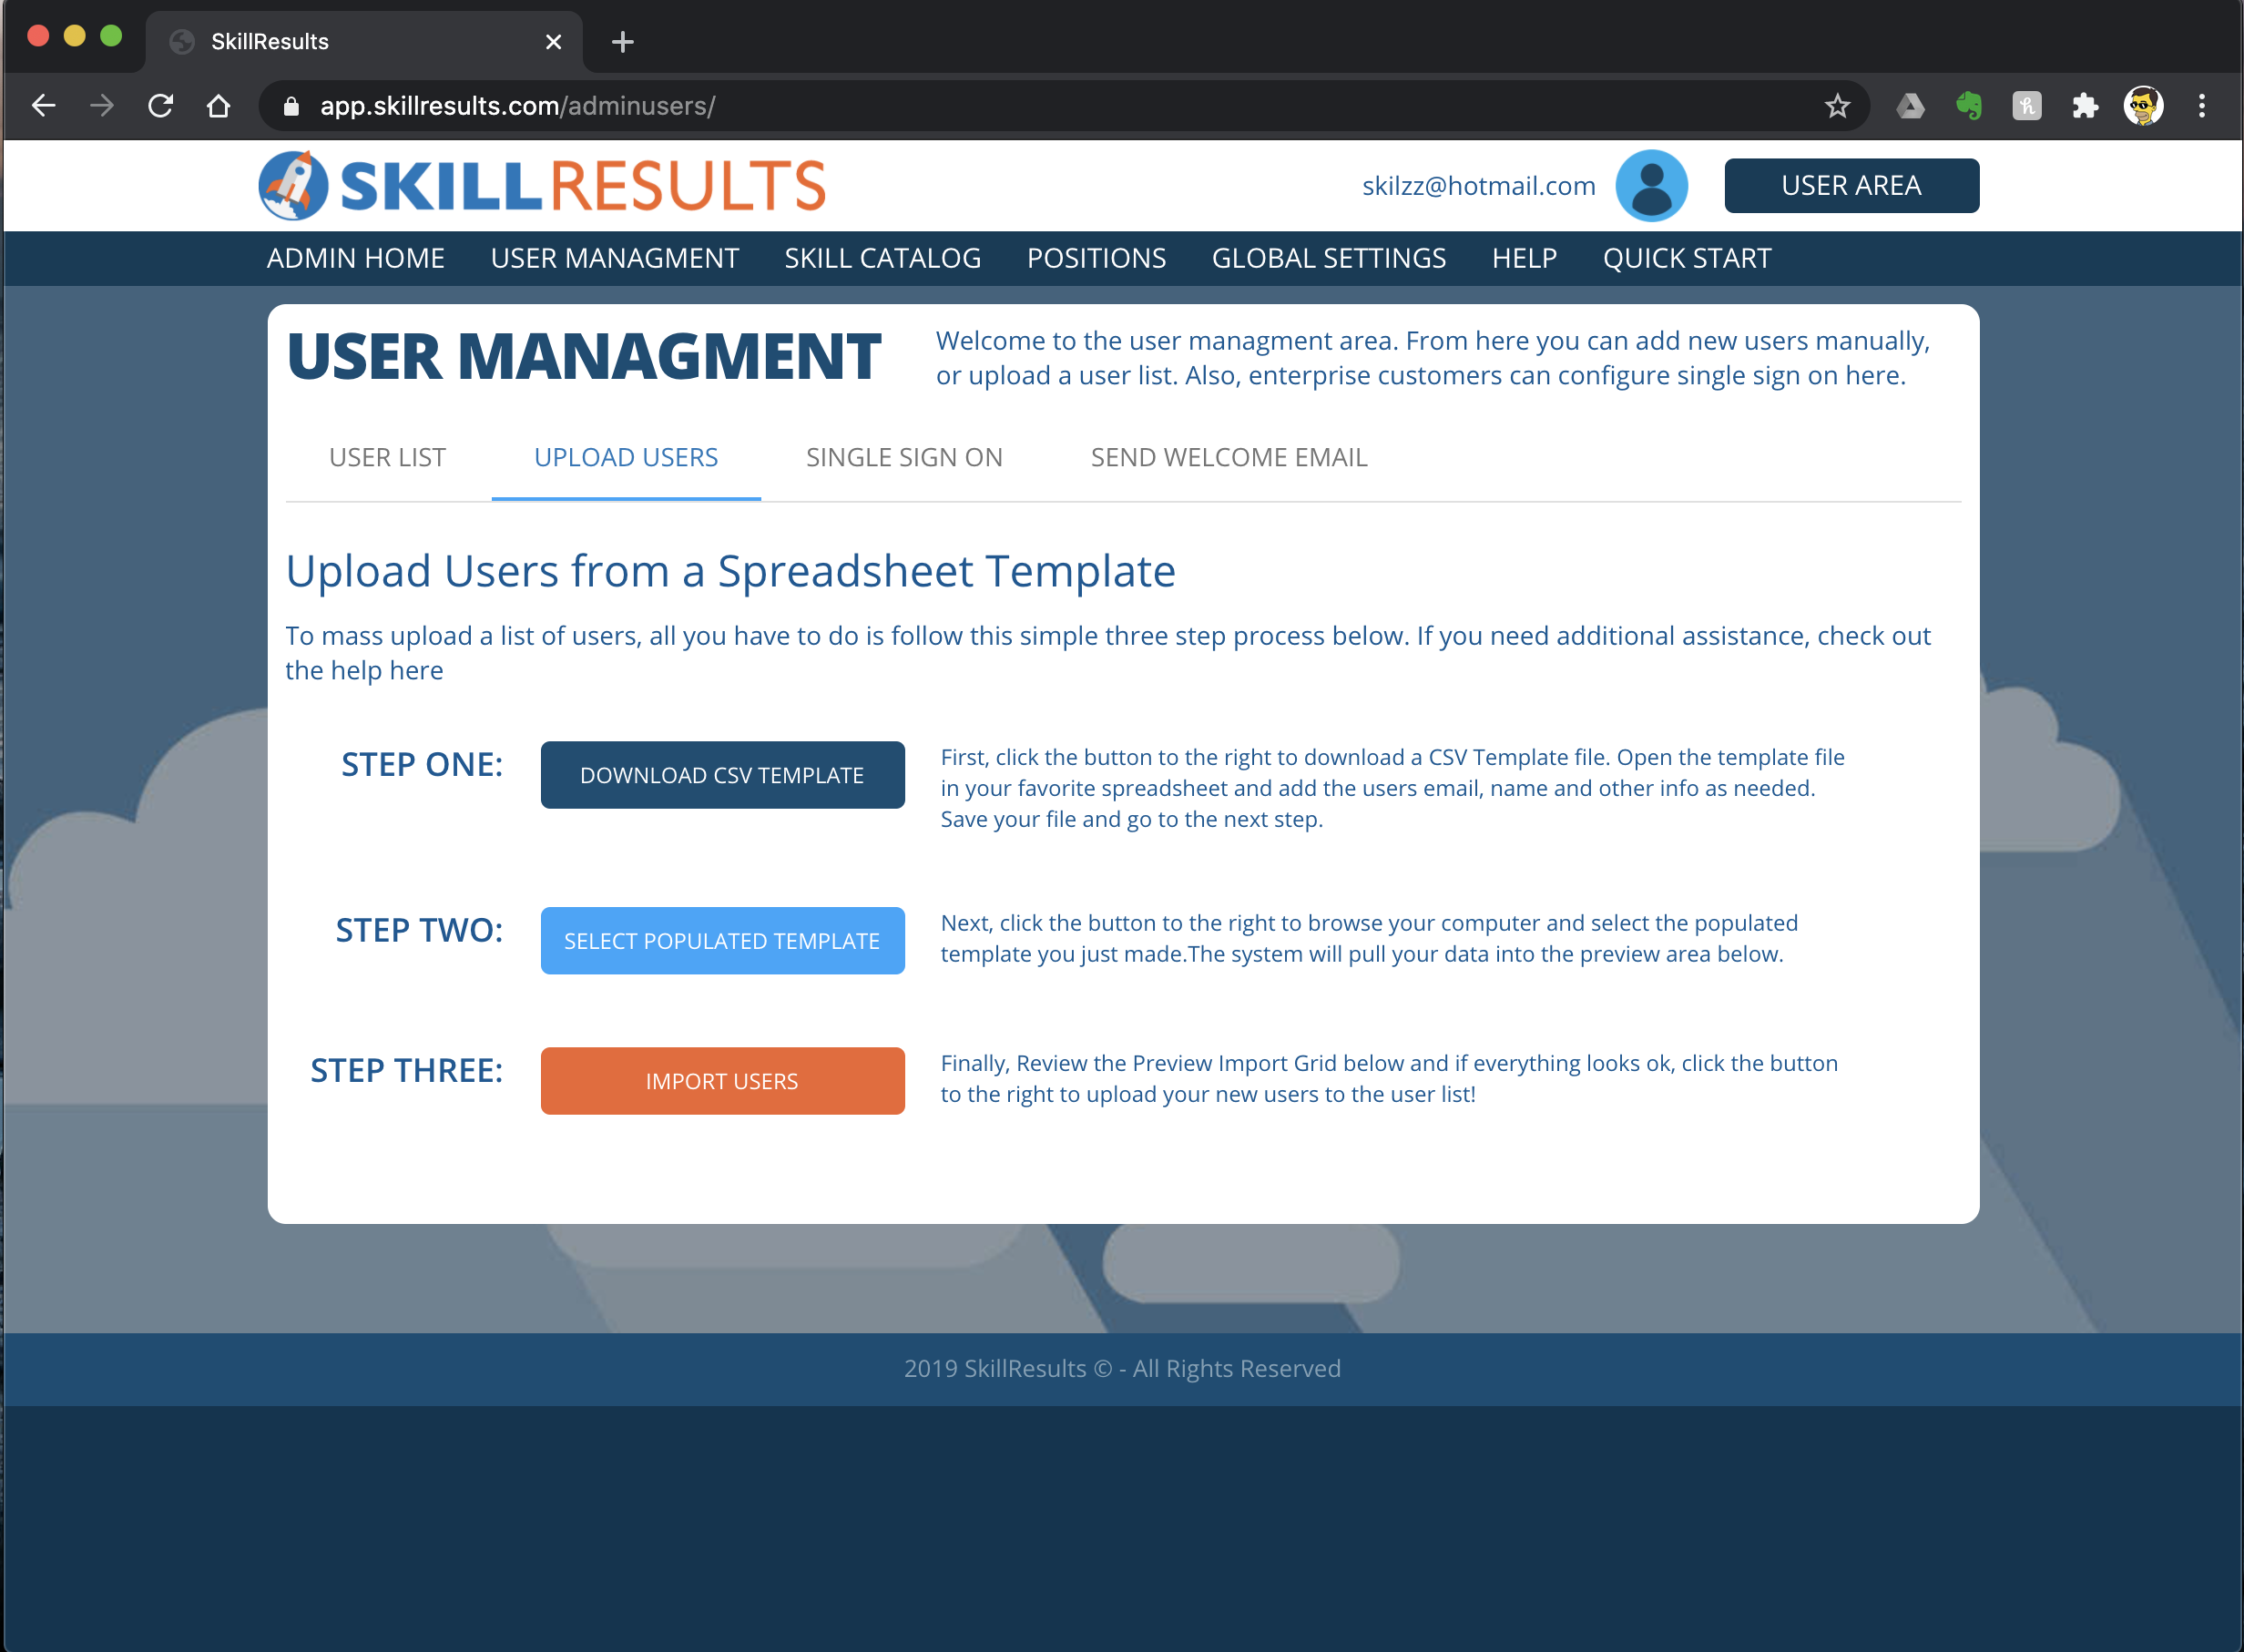 SkillResults
app.skillresults.com/adminusers/
SKILLRESULTS
skilzz@hotmail.com
USER AREA
ADMIN HOME USER MANAGMENT SKILL CATALOG POSITIONS GLOBAL SETTINGS HELP QUICK START
USER MANAGMENT
Welcome to the user managment area. From here you can add new users manually,
or upload a user list. Also, enterprise customers can configure single sign on here.
USER LIST UPLOAD USERS SINGLE SIGN ON SEND WELCOME EMAIL
Upload Users from a Spreadsheet Template
To mass upload a list of users, all you have to do is follow this simple three step process below. If you need additional assistance, check out
the help here
STEP ONE:
DOWNLOAD CSV TEMPLATE
First, click the button to the right to download a CSV Template file. Open the template file
in your favorite spreadsheet and add the users email, name and other info as needed.
Save your file and go to the next step.
STEP TWO:
SELECT POPULATED TEMPLATE
Next, click the button to the right to browse your computer and select the populated
template you just made.The system will pull your data into the preview area below.
STEP THREE:
IMPORT USERS
Finally, Review the Preview Import Grid below and if everything looks ok, click the button
to the right to upload your new users to the user list!
2019 SkillResults © - All Rights Reserved